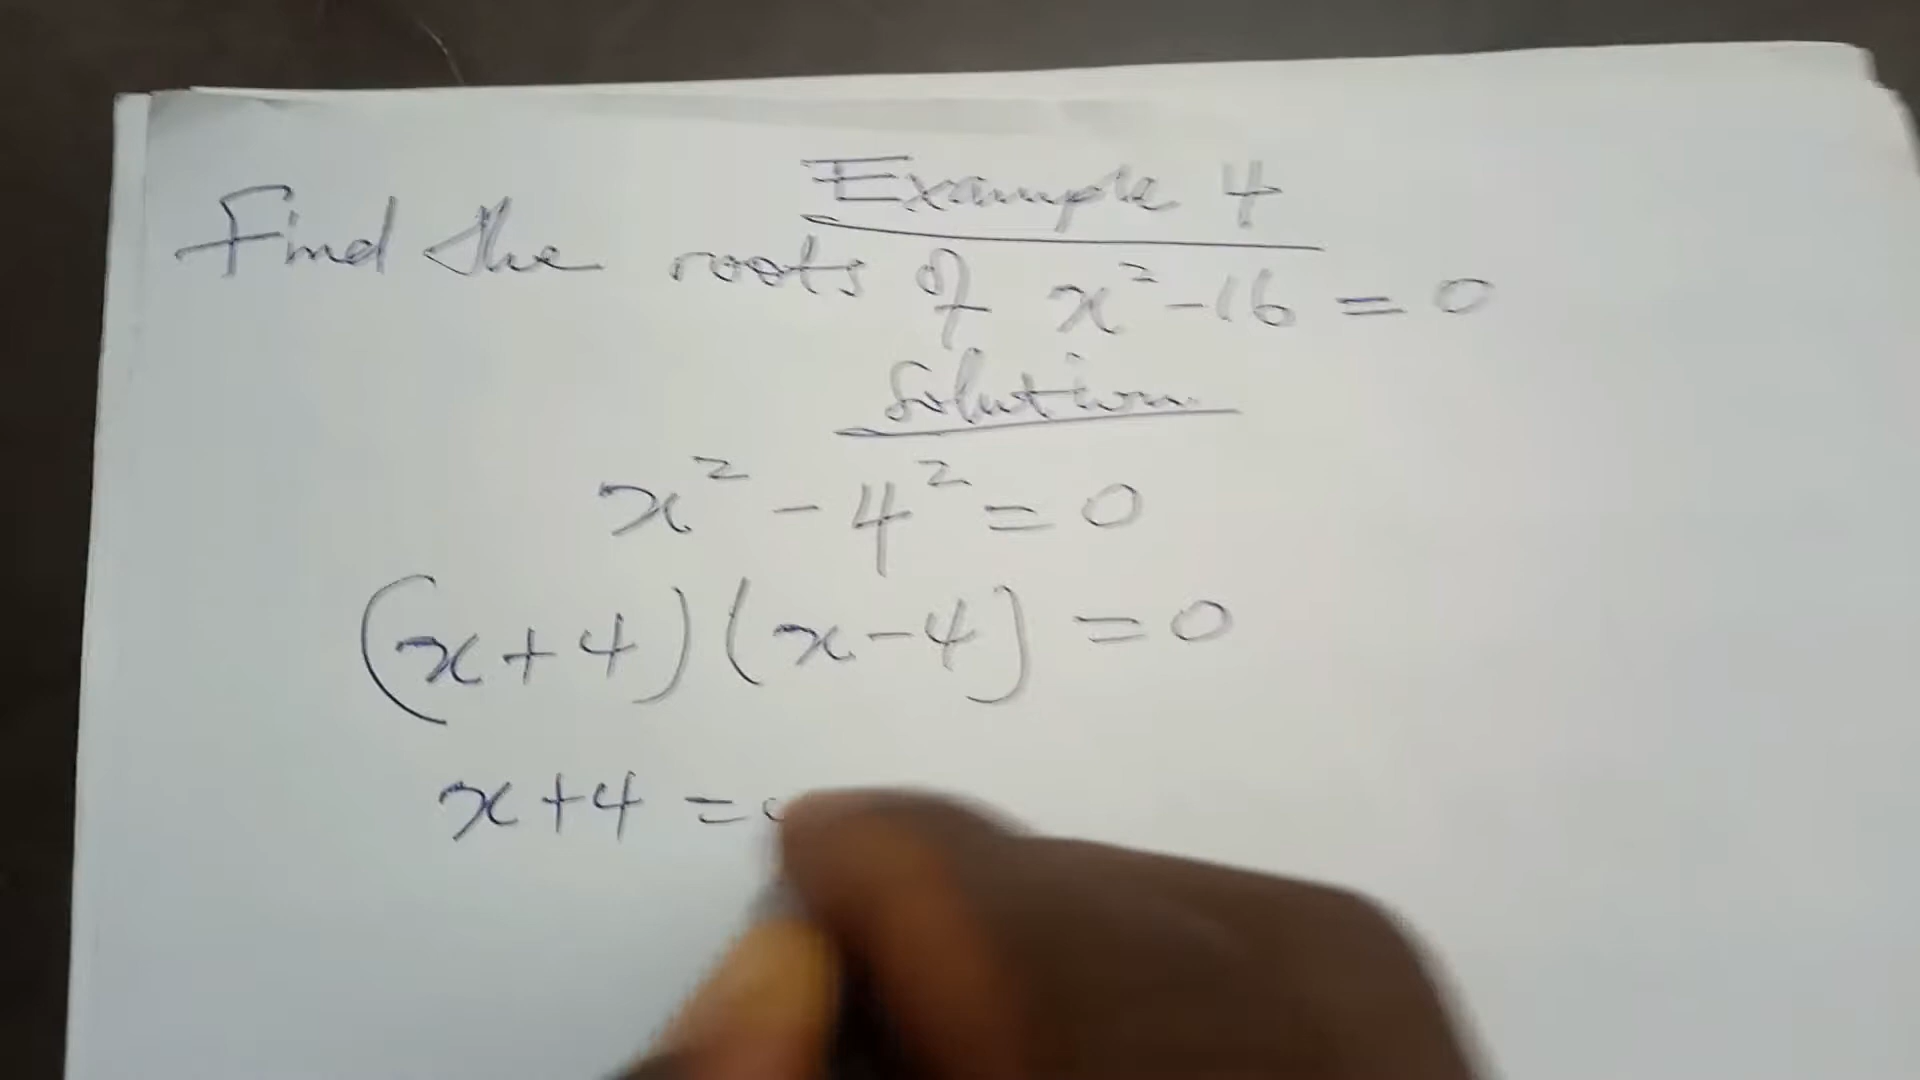 Example 4
Find the roots of x² - 16 = 0
Solution
x² - 4² = 0
(x + 4)(x - 4) = 0
x + 4 =